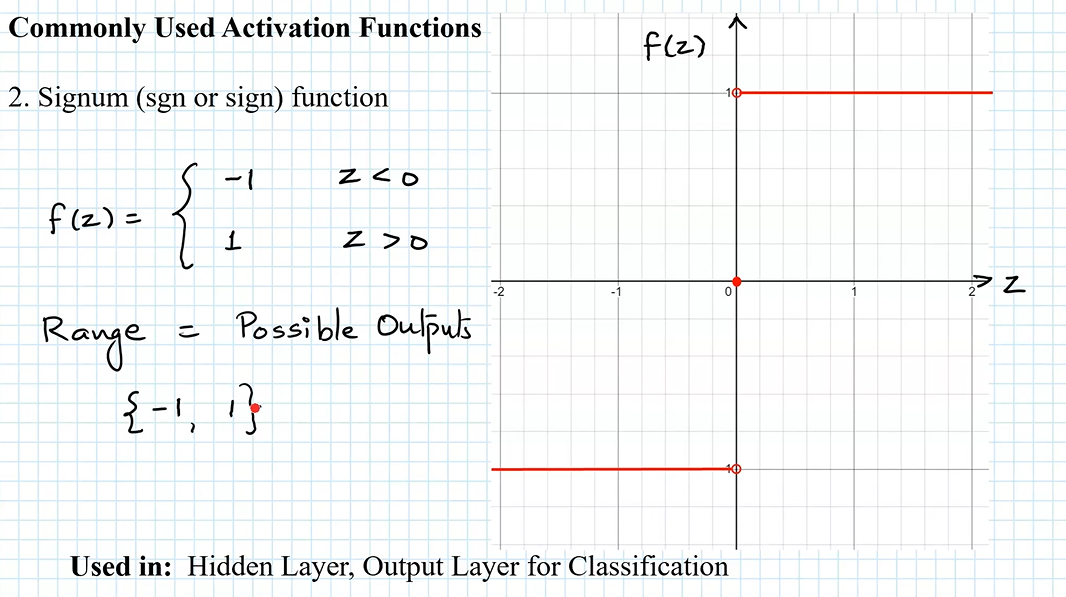 Commonly Used Activation Functions
2. Signum (sgn or sign) function
f(z) = { -1 z < 0
1 z > 0
Range = Possible Outputs
{-1, 1}
f(z)
1
-2 -1 0 1 2 z
Used in: Hidden Layer, Output Layer for Classification